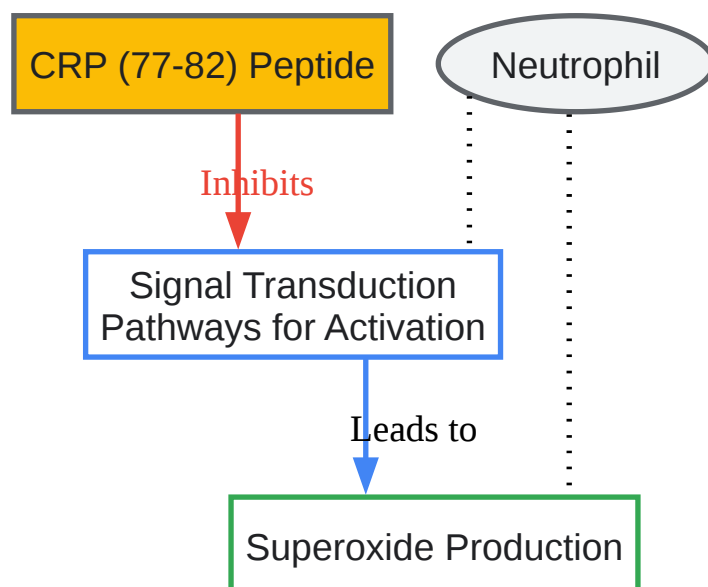 CRP (77-82) Peptide
Neutrophil
Inhibits
Signal Transduction
Pathways for Activation
Leads to
Superoxide Production